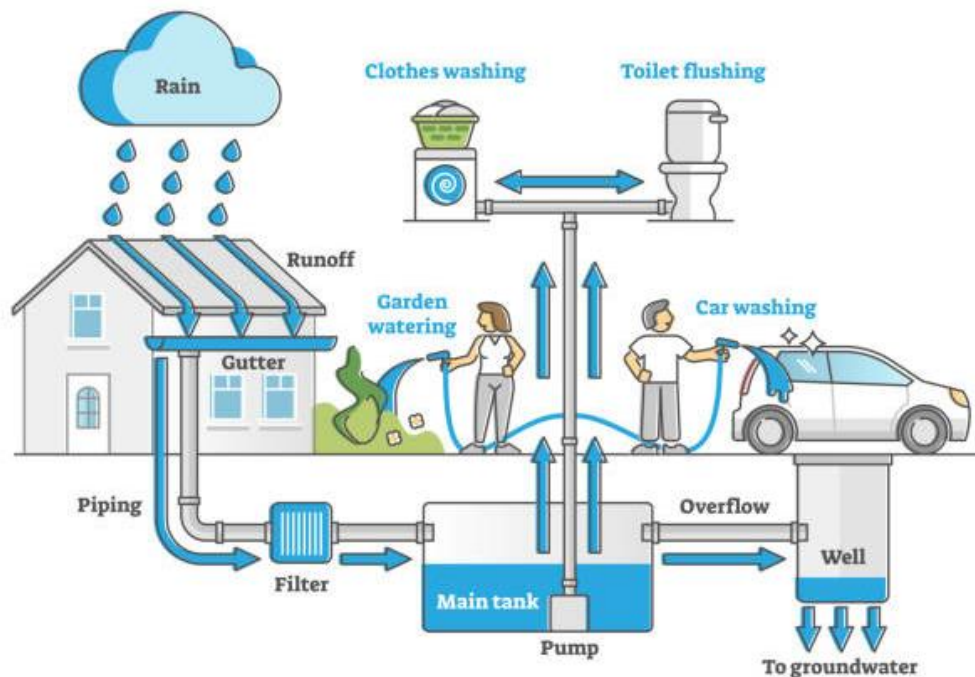 Rain
Clothes washing
Toilet flushing
Runoff
Garden
watering
Car washing
Gutter
Piping
Filter
Main tank
Pump
Overflow
Well
To groundwater